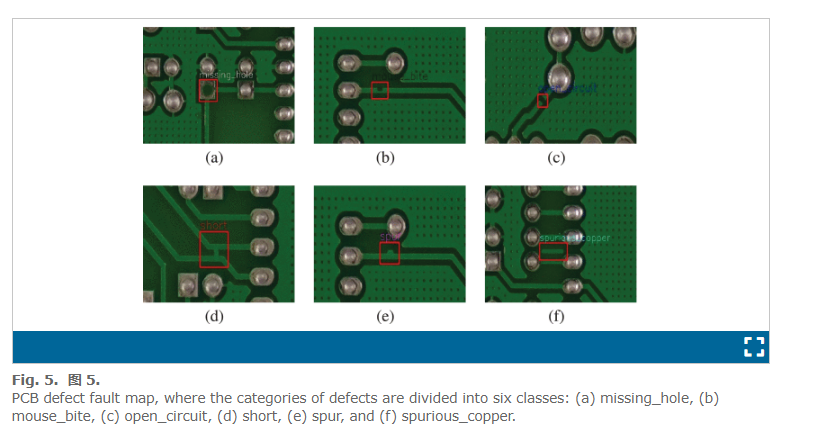 missing_hole
(a)
(b)
(c)
short
(d)
spur
(e)
spurious_copper
(f)
Fig. 5. 图 5.
PCB defect fault map, where the categories of defects are divided into six classes: (a) missing_hole, (b)
mouse_bite, (c) open_circuit, (d) short, (e) spur, and (f) spurious_copper.